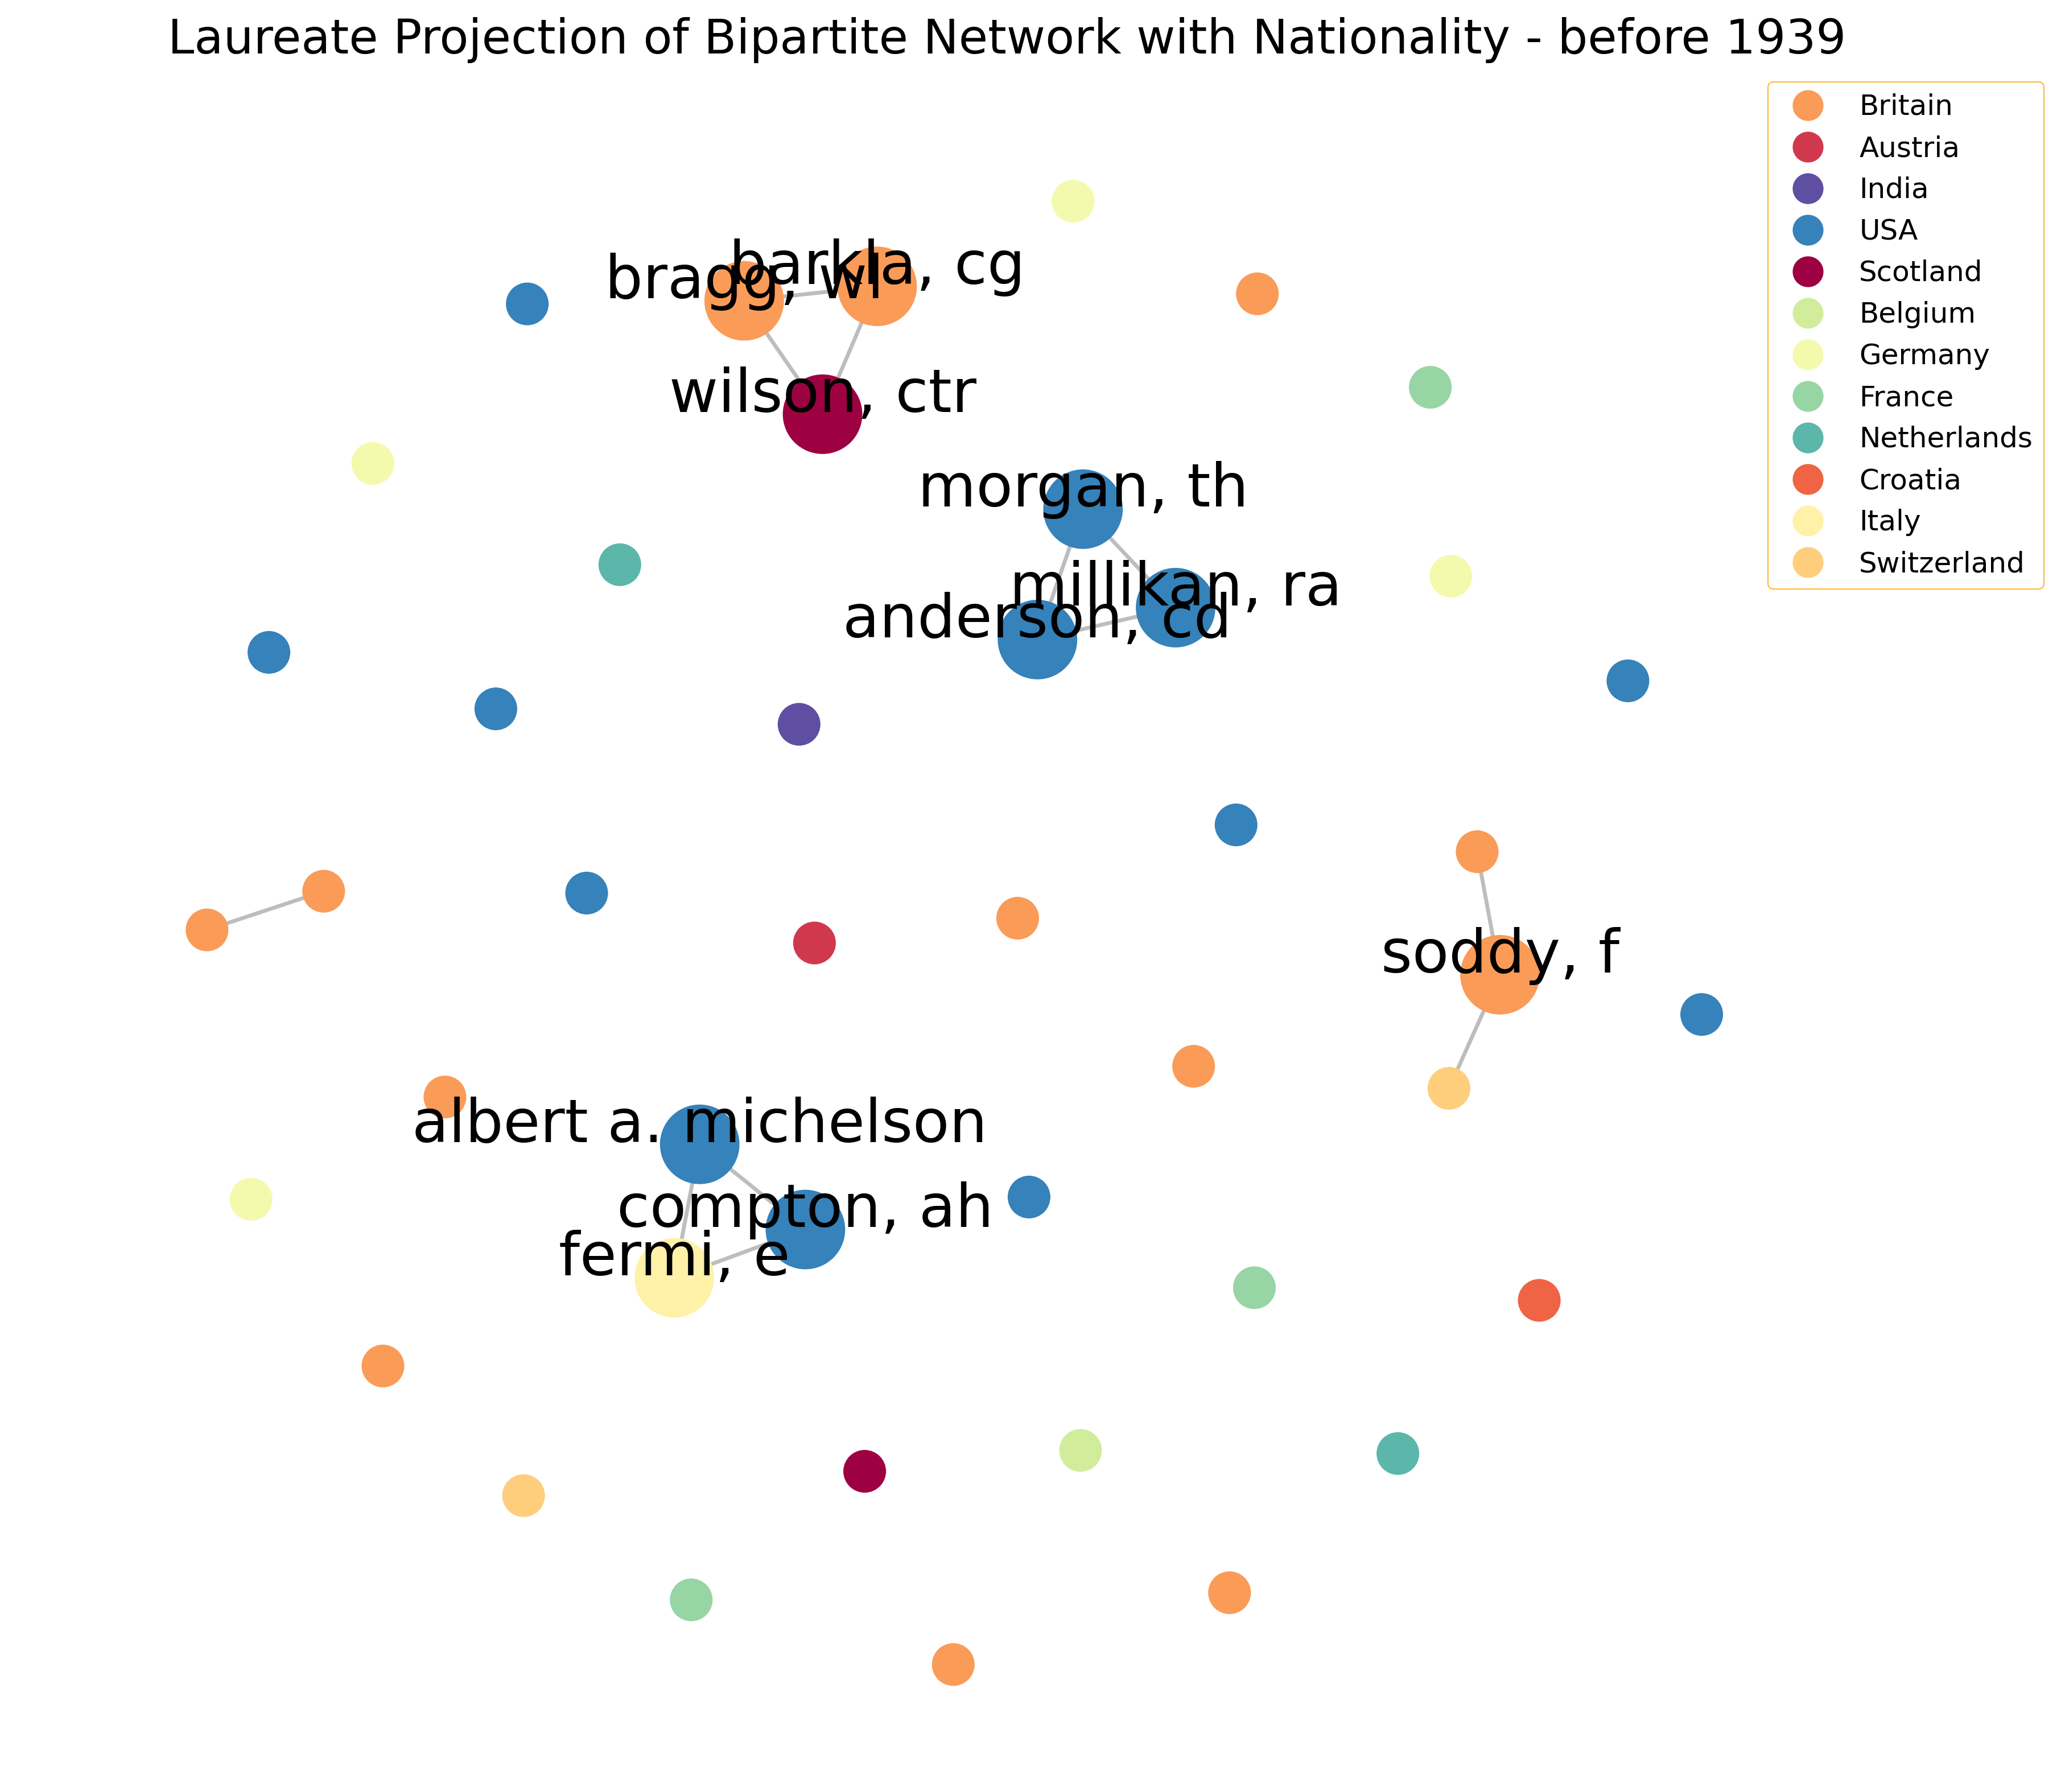 Laureate Projection of Bipartite Network with Nationality - before 1939
Britain
Austria
India
USA
Scotland
Belgium
Germany
France
Netherlands
Croatia
Italy
Switzerland
barkla, cg
bragg, wl
wilson, ctr
morgan, th
millikan, ra
anderson, cd
soddy, f
albert a. michelson
compton, ah
fermi, e